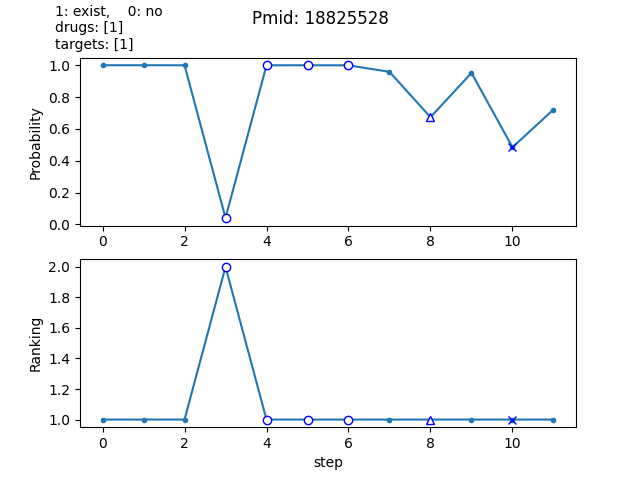 1: exist,    0: no
drugs: [1]
targets: [1]
Pmid: 18825528
Probability
1.0
0.8
0.6
0.4
0.2
0.0
0 2 4 6 8 10
Ranking
2.0
1.8
1.6
1.4
1.2
1.0
0 2 4 6 8 10
step